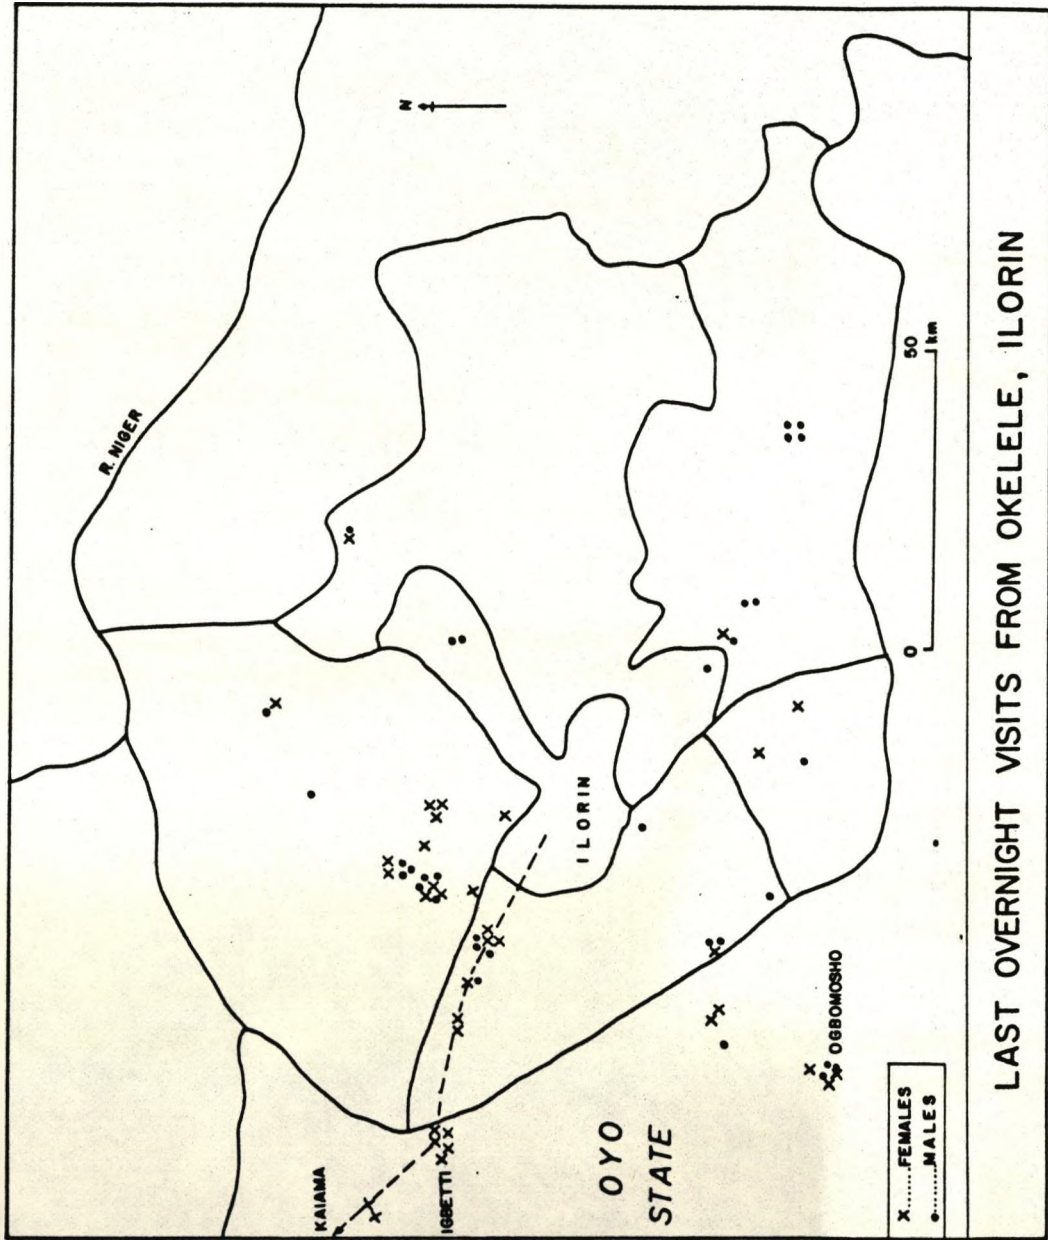 R. NIGER
N
KAIAMA
IGBETTI
ILORIN
OYO
STATE
OGBOMOSHO
0 50
km
X.......FEMALES
•.........MALES
LAST OVERNIGHT VISITS FROM OKELELE, ILORIN